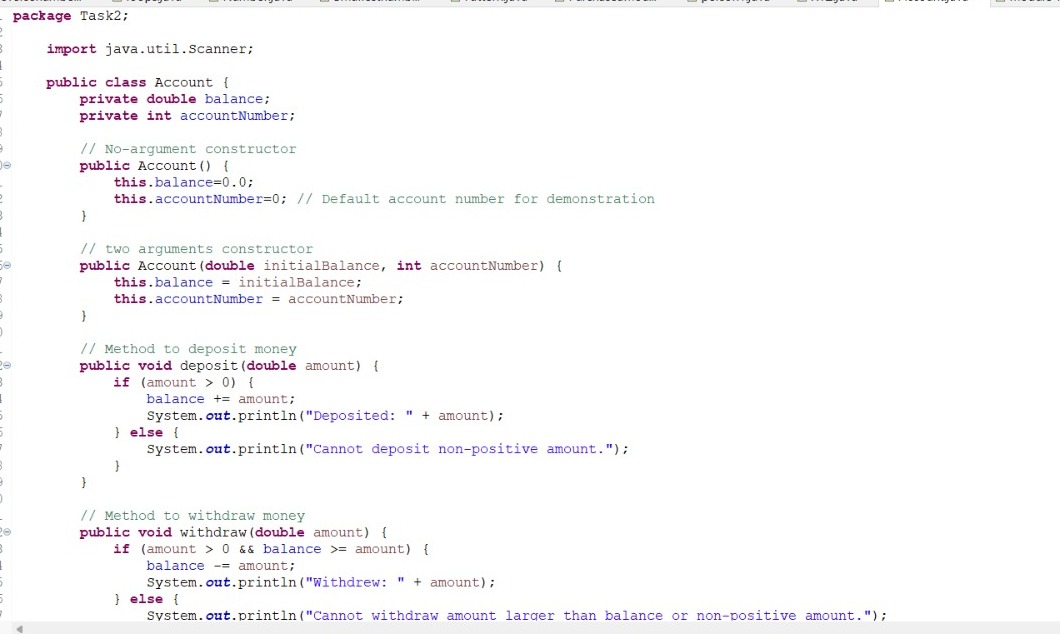 package Task2;
import java.util.Scanner;
public class Account {
private double balance;
private int accountNumber;
// No-argument constructor
public Account() {
this.balance=0.0;
this.accountNumber=0; // Default account number for demonstration
}
// two arguments constructor
public Account(double initialBalance, int accountNumber) {
this.balance = initialBalance;
this.accountNumber = accountNumber;
}
// Method to deposit money
public void deposit(double amount) {
if (amount > 0) {
balance += amount;
System.out.println("Deposited: " + amount);
} else {
System.out.println("Cannot deposit non-positive amount.");
}
}
// Method to withdraw money
public void withdraw(double amount) {
if (amount > 0 && balance >= amount) {
balance -= amount;
System.out.println("Withdrew: " + amount);
} else {
System.out.println("Cannot withdraw amount larger than balance or non-positive amount.");